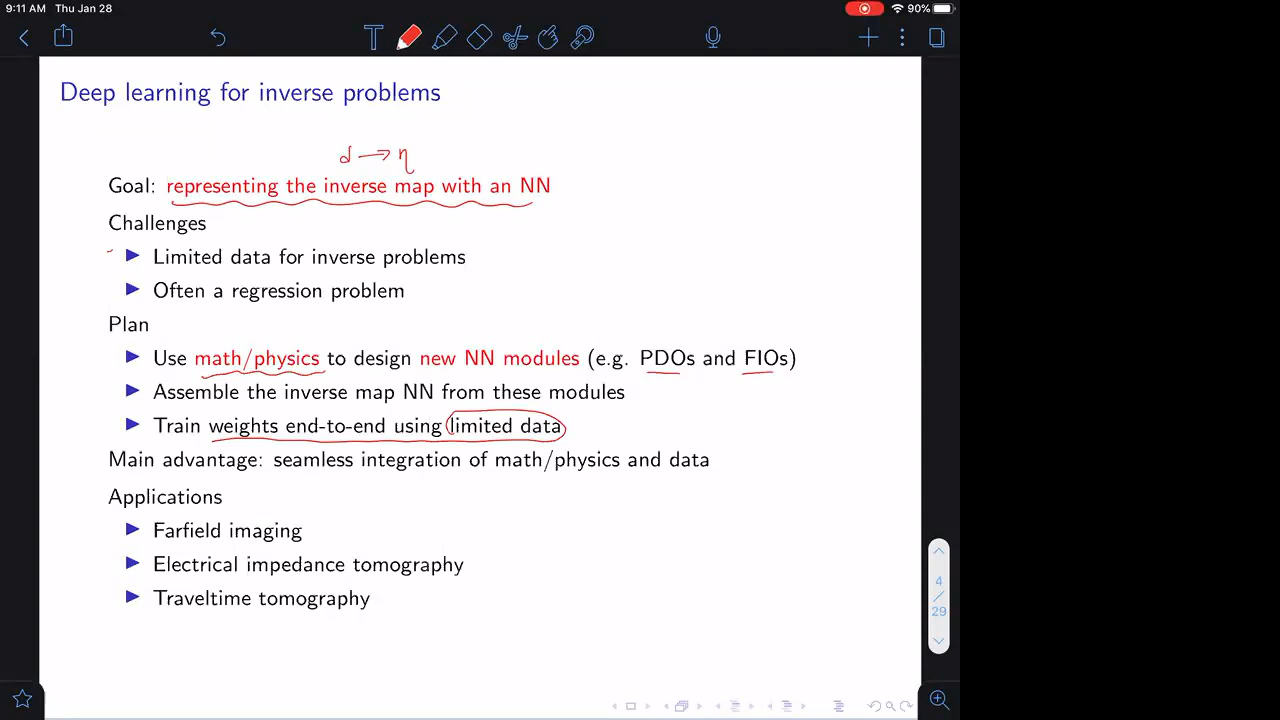 9:11 AM Thu Jan 28
90%
Deep learning for inverse problems
d → η
Goal: representing the inverse map with an NN
Challenges
Limited data for inverse problems
Often a regression problem
Plan
Use math/physics to design new NN modules (e.g. PDOs and FIOs)
Assemble the inverse map NN from these modules
Train weights end-to-end using limited data
Main advantage: seamless integration of math/physics and data
Applications
Farfield imaging
Electrical impedance tomography
Traveltime tomography
4
/
29